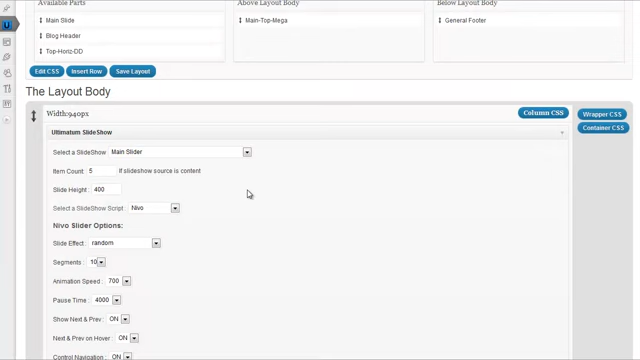 Available Parts
Above Layout Body
Below Layout Body
Main Slide
Main-Top-Mega
General Footer
Blog Header
Top-Horiz-DD
Edit CSS
Insert Row
Save Layout
The Layout Body
Width:940px
Column CSS
Wrapper CSS
Container CSS
Ultimatum SlideShow
Select a SlideShow Main Slider
Item Count 5 If slideshow source is content
Slide Height: 400
Select a SlideShow Script: Nivo
Nivo Slider Options:
Slide Effect: random
Segments : 10
Animation Speed : 700
Pause Time : 4000
Show Next & Prev : ON
Next & Prev on Hover : ON
Control Navigation : ON